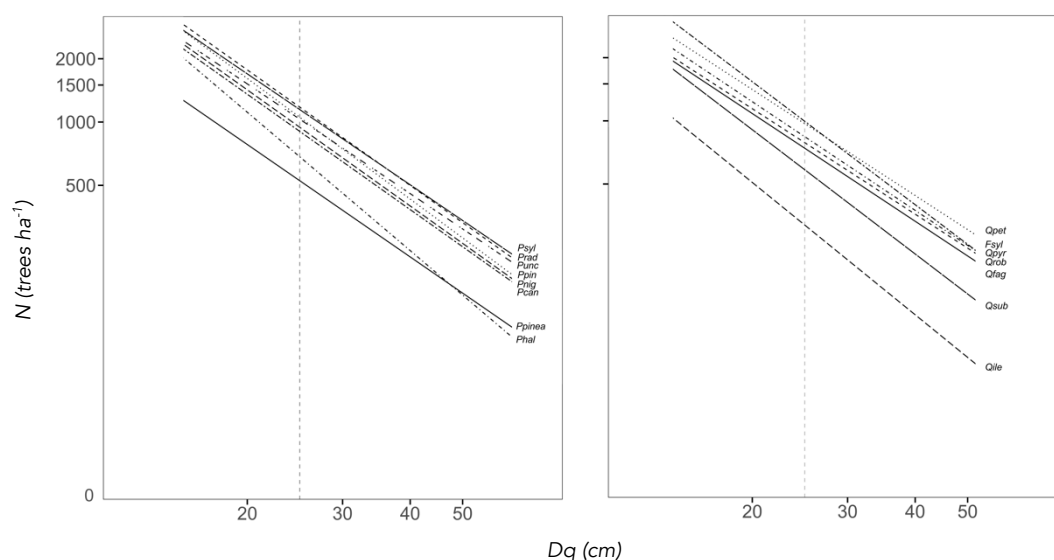 2000
1500
1000
500
0
N (trees ha-1)
Psyl
Prad
Punc
Ppin
Pnig
Pcan
Ppinea
Phal
20
30
40
50
Qpet
Fsyl
Qpyr
Qrob
Qfag
Qsub
Qile
20
30
40
50
Dq (cm)